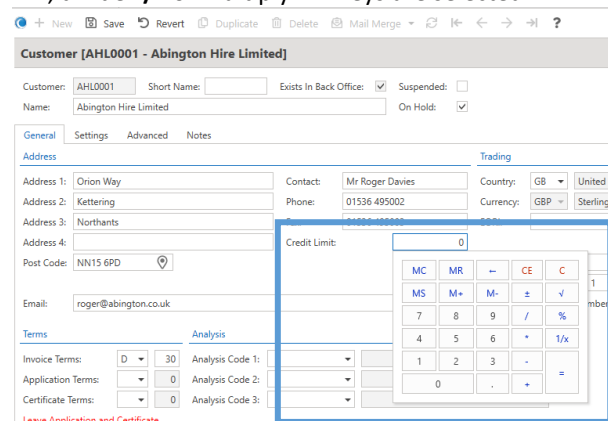 + New Save Revert Duplicate Delete Mail Merge ?
Customer [AHL0001 - Abington Hire Limited]
Customer: AHL0001 Short Name: Exists In Back Office: Suspended:
Name: Abington Hire Limited On Hold:
General Settings Advanced Notes
Address Trading
Address 1: Orion Way Contact: Mr Roger Davies Country: GB United
Address 2: Kettering Phone: 01536 495002 Currency: GBP Sterling
Address 3: Northants
Address 4: Credit Limit: 0
Post Code: NN15 6PD
MC MR ← CE C
1
MS M+ M- ± √
Email: roger@abington.co.uk
7 8 9 / %
Terms Analysis
4 5 6 * 1/x
Invoice Terms: D 30 Analysis Code 1:
1 2 3 - =
Application Terms: 0 Analysis Code 2:
0 . +
Certificate Terms: 0 Analysis Code 3:
Leave Application and Certificate